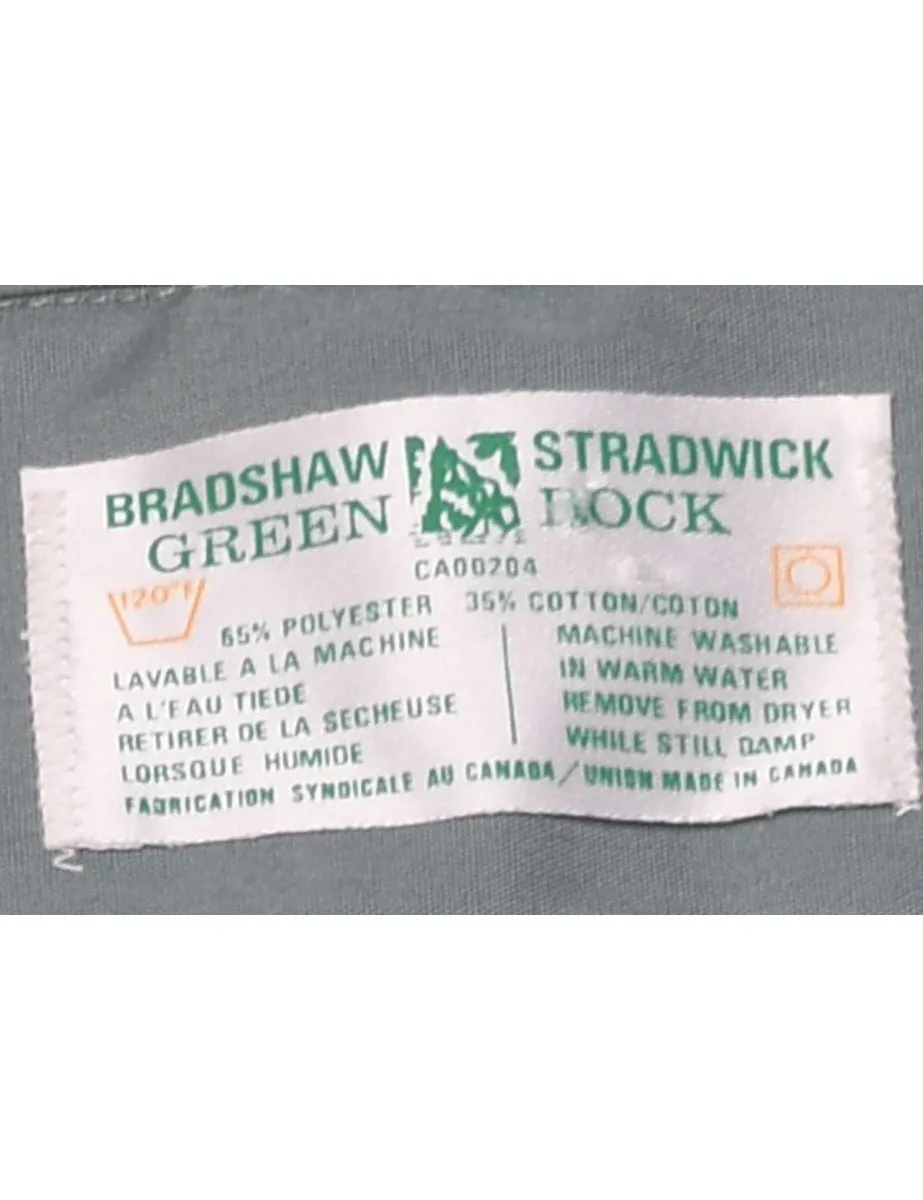 BRADSHAW STRADWICK
GREEN ROCK
CA00204
120°F
65% POLYESTER 35% COTTON/COTON
LAVABLE A LA MACHINE
A L'EAU TIEDE
RETIRER DE LA SECHEUSE
LORSQUE HUMIDE
MACHINE WASHABLE
IN WARM WATER
REMOVE FROM DRYER
WHILE STILL DAMP
FABRICATION SYNDICALE AU CANADA/UNION MADE IN CANADA